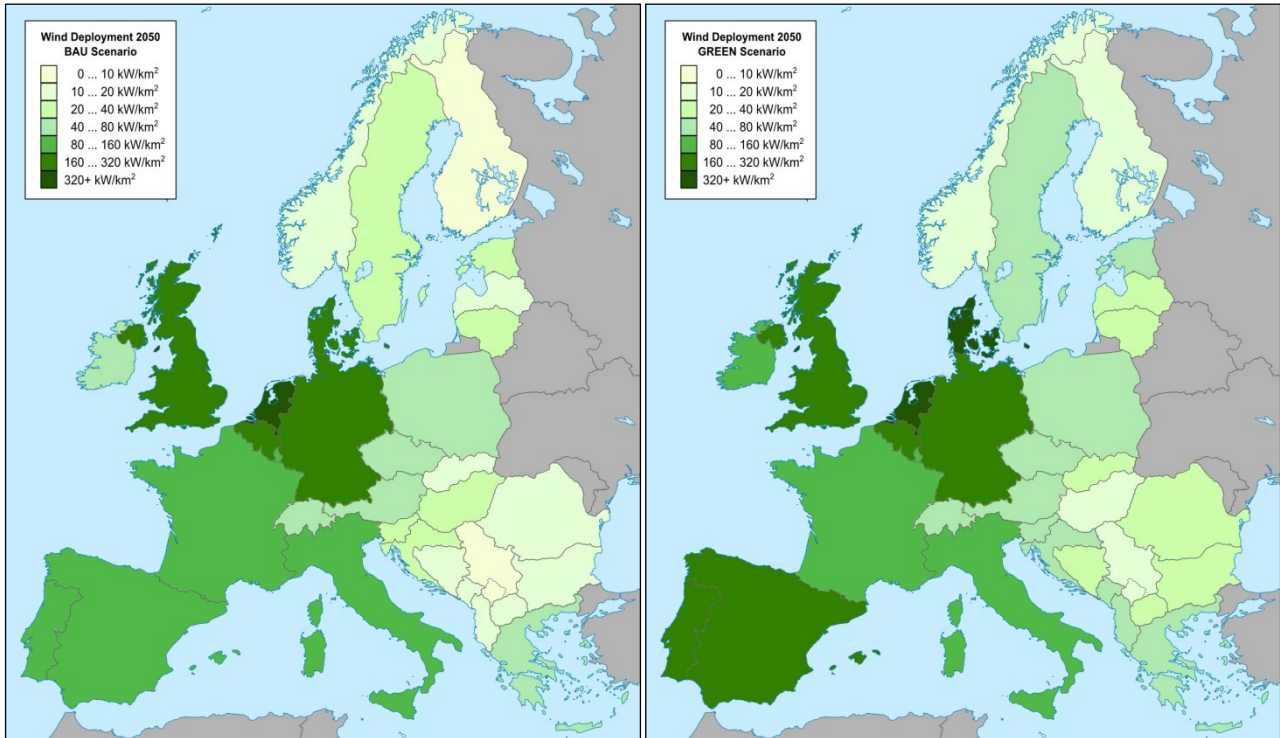 Wind Deployment 2050
BAU Scenario
0 ... 10 kW/km²
10 ... 20 kW/km²
20 ... 40 kW/km²
40 ... 80 kW/km²
80 ... 160 kW/km²
160 ... 320 kW/km²
320+ kW/km²
Wind Deployment 2050
GREEN Scenario
0 ... 10 kW/km²
10 ... 20 kW/km²
20 ... 40 kW/km²
40 ... 80 kW/km²
80 ... 160 kW/km²
160 ... 320 kW/km²
320+ kW/km²